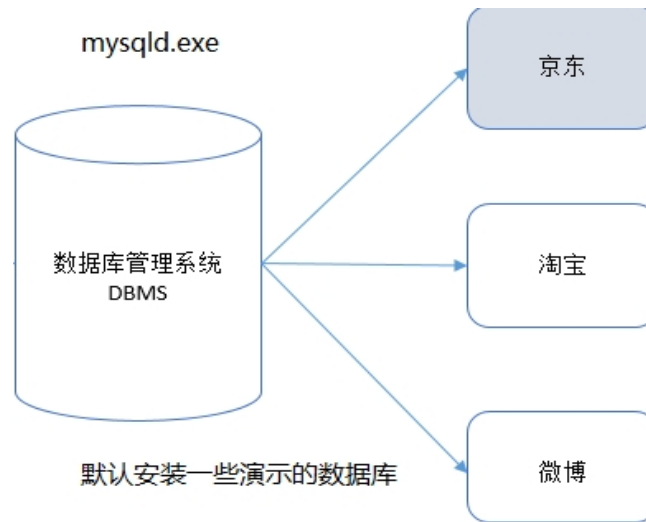 mysqld.exe
京东
数据库管理系统
DBMS
淘宝
默认安装一些演示的数据库
微博